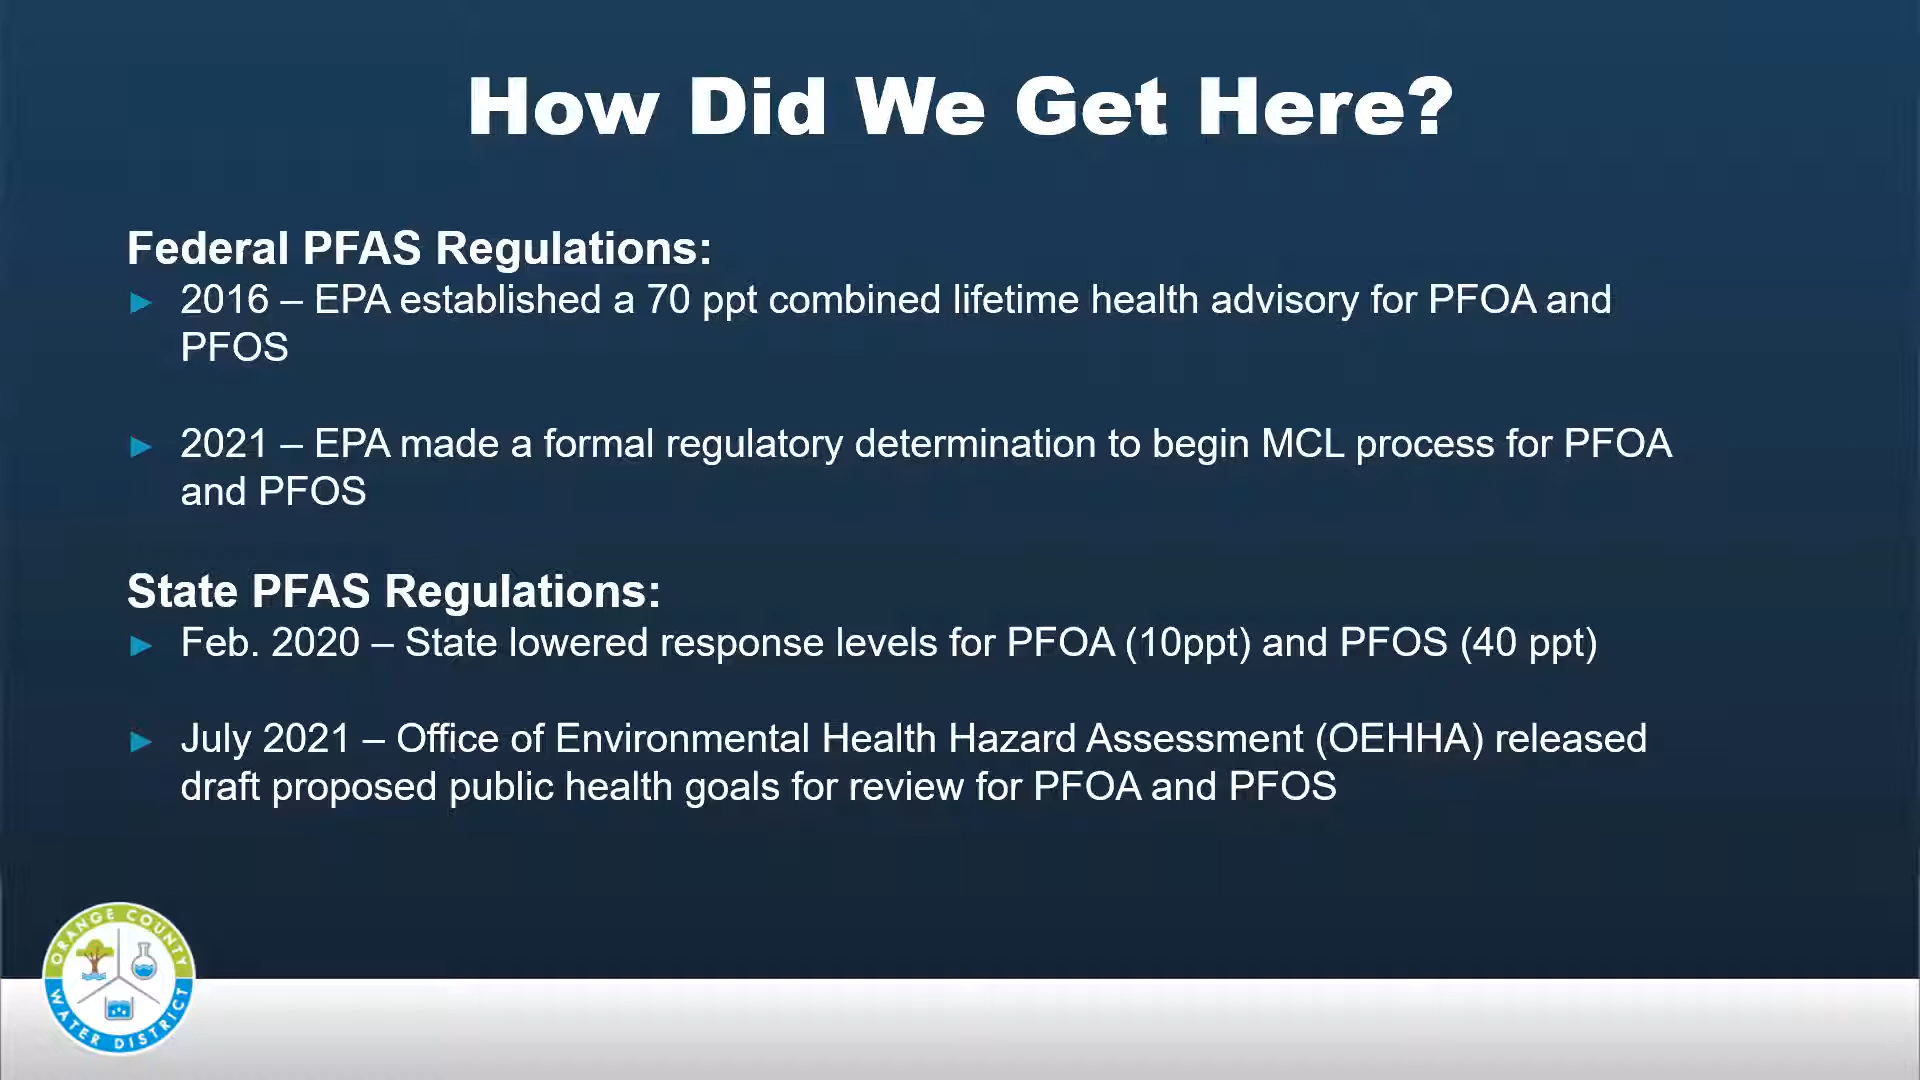 How Did We Get Here?
Federal PFAS Regulations:
► 2016 – EPA established a 70 ppt combined lifetime health advisory for PFOA and
PFOS
► 2021 – EPA made a formal regulatory determination to begin MCL process for PFOA
and PFOS
State PFAS Regulations:
► Feb. 2020 – State lowered response levels for PFOA (10ppt) and PFOS (40 ppt)
► July 2021 – Office of Environmental Health Hazard Assessment (OEHHA) released
draft proposed public health goals for review for PFOA and PFOS
ORANGE COUNTY
WATER DISTRICT